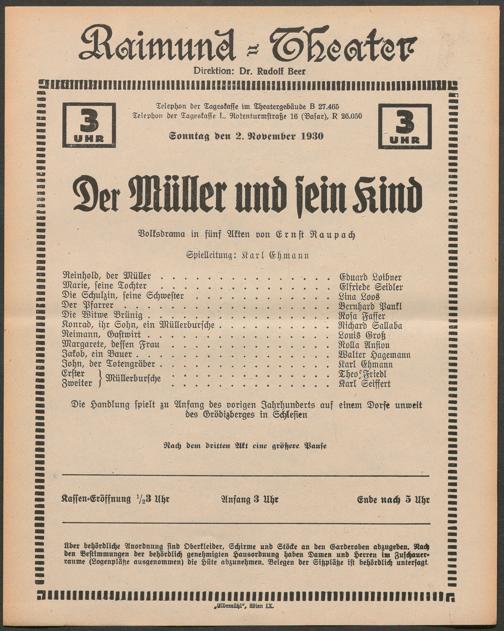 Raimund=Theater
Direktion: Dr. Rudolf Beer
3 UHR
Telephon der Tageskasse im Theatergebäude B 27.465
Telephon der Tageskasse I., Rotenturmstraße 16 (Basar), R 26.050
Sonntag den 2. November 1930
3 UHR
Der Müller und sein Kind
Volksdrama in fünf Akten von Ernst Raupach
Spielleitung: Karl Ehmann
Reinhold, der Müller . . . . . . . . . . . . . . . . Eduard Loibner
Marie, seine Tochter . . . . . . . . . . . . . . . . Elfriede Seidler
Die Schulzin, seine Schwester . . . . . . . . . . . . . . . . Lina Loos
Der Pfarrer . . . . . . . . . . . . . . . . Bernhard Pankl
Die Witwe Brünig . . . . . . . . . . . . . . . . Rosa Fasser
Konrad, ihr Sohn, ein Müllerbursche . . . . . . . . . . . . . . . . Richard Sallaba
Reimann, Gastwirt . . . . . . . . . . . . . . . . Louis Groß
Margarete, dessen Frau . . . . . . . . . . . . . . . . Rolla Ansion
Jakob, ein Bauer . . . . . . . . . . . . . . . . Walter Hagemann
John, der Totengräber . . . . . . . . . . . . . . . . Karl Ehmann
Erster } Müllerbursche . . . . . . . . . . . . . . . . Theo Friedl
Zweiter } . . . . . . . . . . . . . . . . Karl Seiffert
Die Handlung spielt zu Anfang des vorigen Jahrhunderts auf einem Dorfe unweit
des Grödizberges in Schlesien
Nach dem dritten Akt eine größere Pause
Kassen-Eröffnung ½3 Uhr Anfang 3 Uhr Ende nach 5 Uhr
Über behördliche Anordnung sind Oberkleider, Schirme und Stöcke an den Garderoben abzugeben. Nach
den Bestimmungen der behördlich genehmigten Hausordnung haben Damen und Herren im Zuschauer-
raume (Logenplätze ausgenommen) die Hüte abzunehmen. Belegen der Sitzplätze ist behördlich untersagt.
„Elbemühl“, Wien IX.